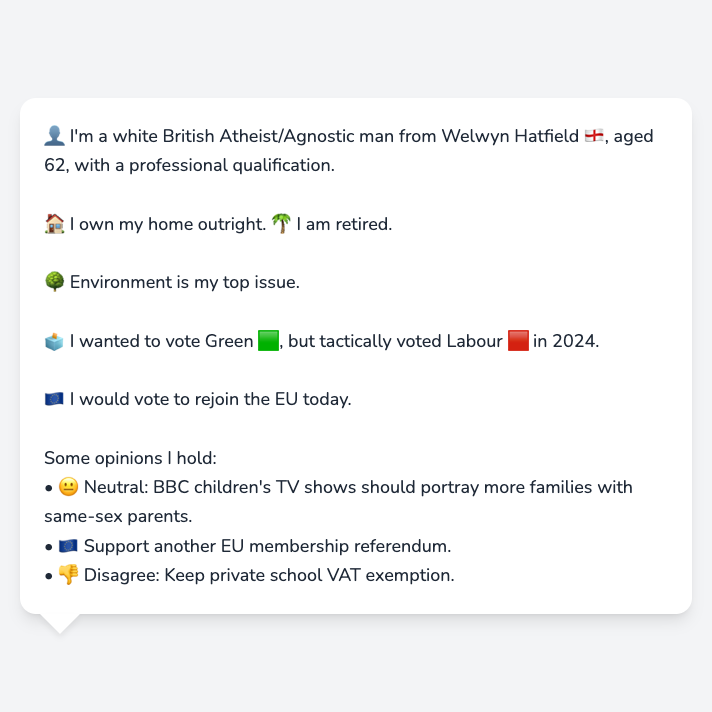 👤 I'm a white British Atheist/Agnostic man from Welwyn Hatfield 🏴󠁧󠁢󠁥󠁮󠁧󠁿, aged
62, with a professional qualification.
🏠 I own my home outright. 🌴 I am retired.
🌳 Environment is my top issue.
🗳️ I wanted to vote Green 🟩, but tactically voted Labour 🟥 in 2024.
🇪🇺 I would vote to rejoin the EU today.
Some opinions I hold:
• 😐 Neutral: BBC children's TV shows should portray more families with
same-sex parents.
• 🇪🇺 Support another EU membership referendum.
• 👎 Disagree: Keep private school VAT exemption.